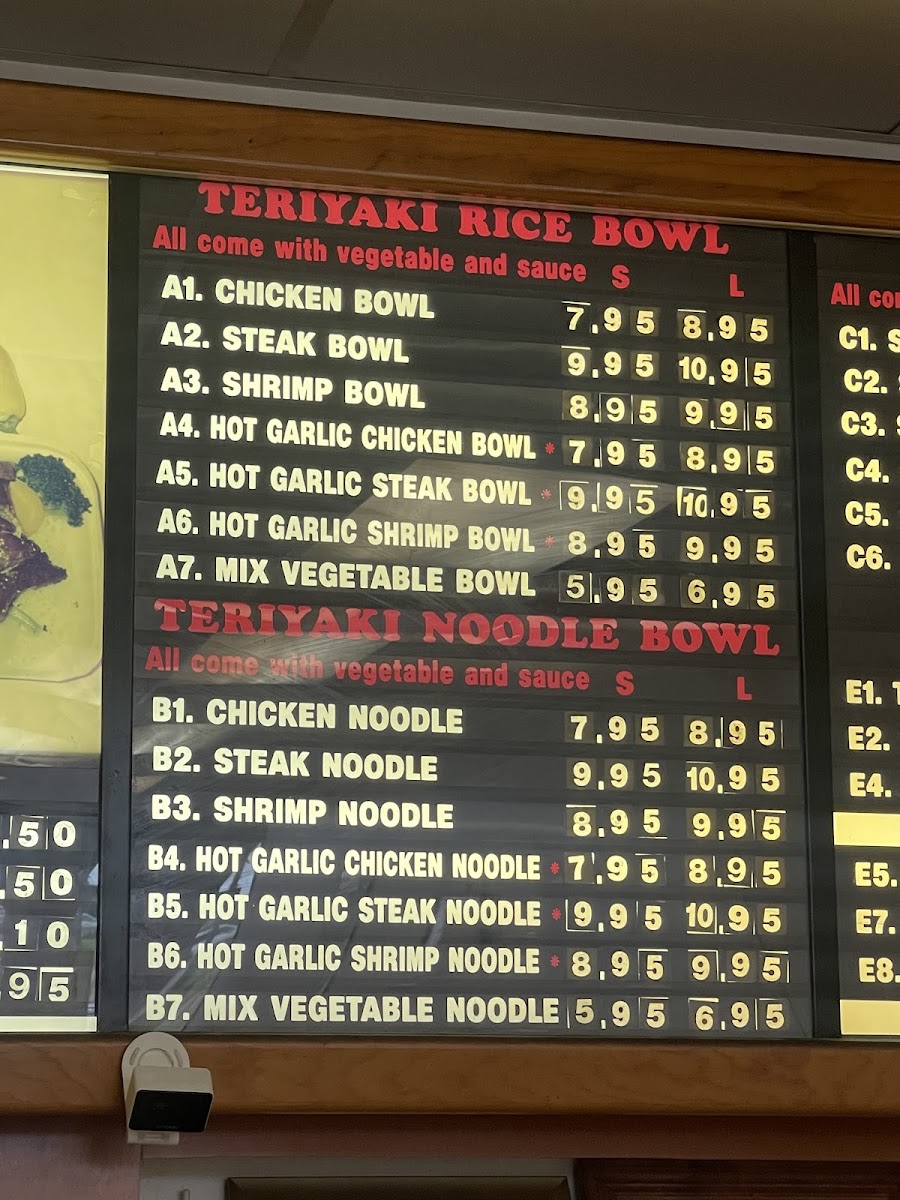 TERIYAKI RICE BOWL
All come with vegetable and sauce S L
A1. CHICKEN BOWL 7.95 8.95
A2. STEAK BOWL 9.95 10.95
A3. SHRIMP BOWL 8.95 9.95
A4. HOT GARLIC CHICKEN BOWL * 7.95 8.95
A5. HOT GARLIC STEAK BOWL * 9.95 10.95
A6. HOT GARLIC SHRIMP BOWL * 8.95 9.95
A7. MIX VEGETABLE BOWL 5.95 6.95
TERIYAKI NOODLE BOWL
All come with vegetable and sauce S L
B1. CHICKEN NOODLE 7.95 8.95
B2. STEAK NOODLE 9.95 10.95
B3. SHRIMP NOODLE 8.95 9.95
B4. HOT GARLIC CHICKEN NOODLE * 7.95 8.95
B5. HOT GARLIC STEAK NOODLE * 9.95 10.95
B6. HOT GARLIC SHRIMP NOODLE * 8.95 9.95
B7. MIX VEGETABLE NOODLE 5.95 6.95
.50
.50
.10
.95
All
C1.
C2.
C3.
C4.
C5.
C6.
E1.
E2.
E4.
E5.
E7.
E8.